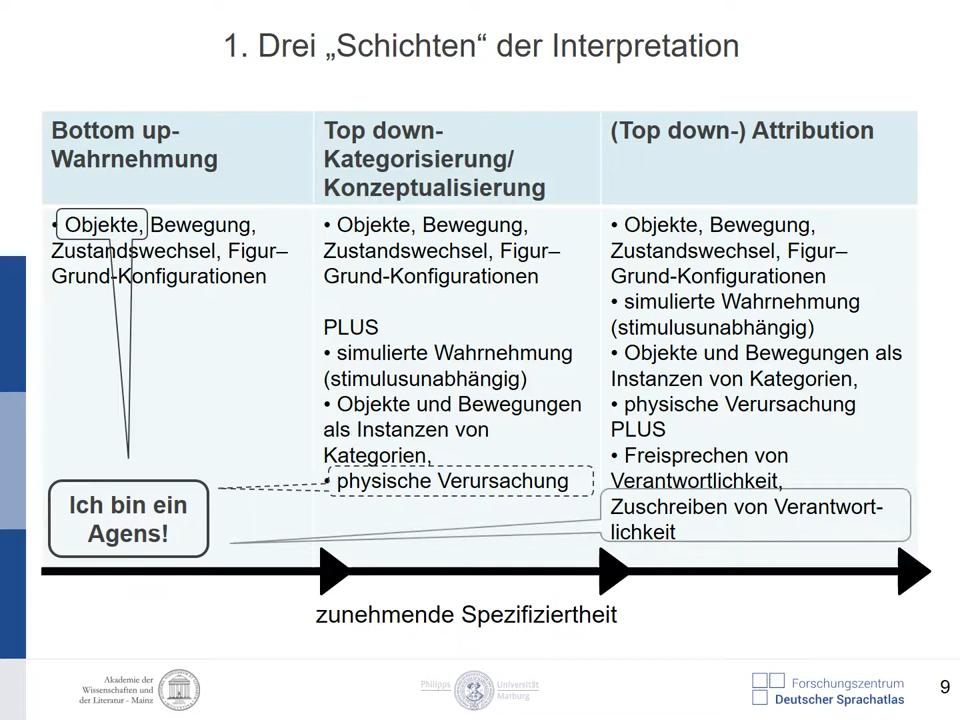 1. Drei „Schichten“ der Interpretation
Bottom up-
Wahrnehmung
Top down-
Kategorisierung/
Konzeptualisierung
(Top down-) Attribution
• Objekte, Bewegung,
Zustandswechsel, Figur–
Grund-Konfigurationen
• Objekte, Bewegung,
Zustandswechsel, Figur–
Grund-Konfigurationen
PLUS
• simulierte Wahrnehmung
(stimulusunabhängig)
• Objekte und Bewegungen
als Instanzen von
Kategorien,
• physische Verursachung
• Objekte, Bewegung,
Zustandswechsel, Figur–
Grund-Konfigurationen
• simulierte Wahrnehmung
(stimulusunabhängig)
• Objekte und Bewegungen als
Instanzen von Kategorien,
• physische Verursachung
PLUS
• Freisprechen von
Verantwortlichkeit,
Zuschreiben von Verantwort-
lichkeit
Ich bin ein
Agens!
zunehmende Spezifiziertheit
Akademie der
Wissenschaften und
der Literatur - Mainz
Philipps Universität
Marburg
Forschungszentrum
Deutscher Sprachatlas
9